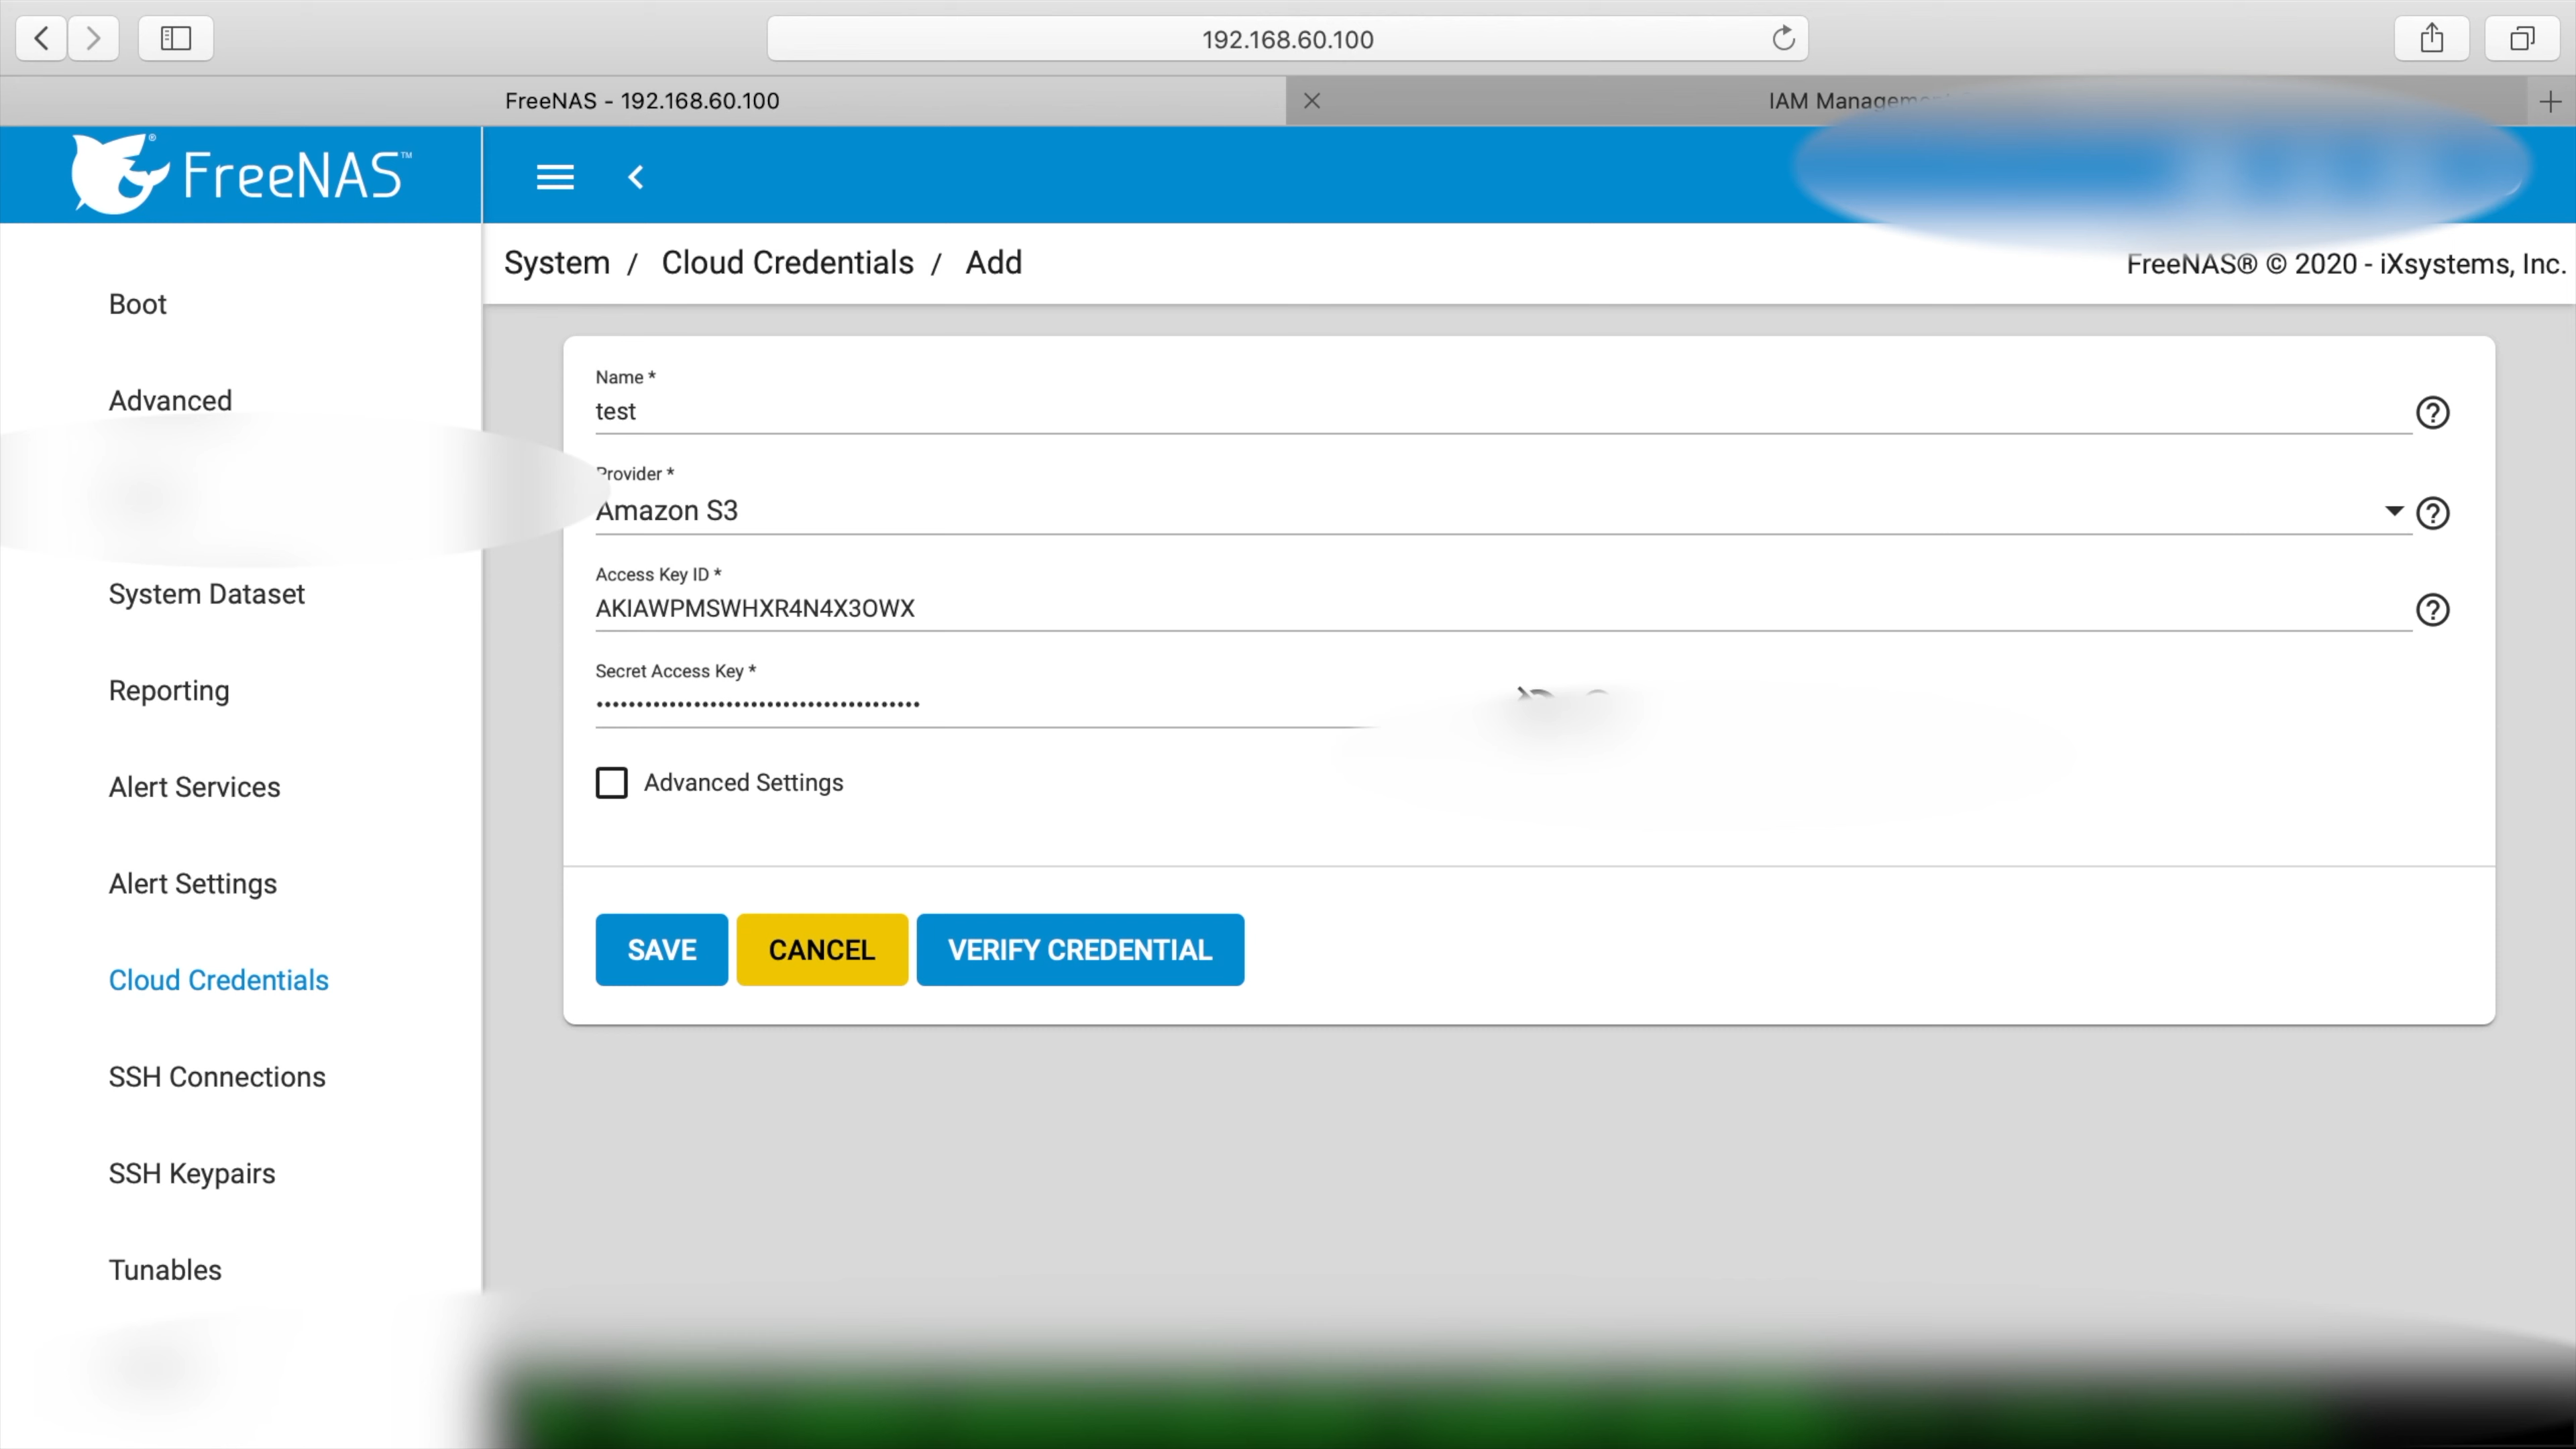 192.168.60.100
FreeNAS - 192.168.60.100
IAM
FreeNAS™
System / Cloud Credentials / Add
FreeNAS® © 2020 - iXsystems, Inc.
Boot
Advanced
System Dataset
Reporting
Alert Services
Alert Settings
Cloud Credentials
SSH Connections
SSH Keypairs
Tunables
Name *
test
Provider *
Amazon S3
Access Key ID *
AKIAWPMSWHXR4N4X3OWX
Secret Access Key *
••••••••••••••••••••••••••••••••••••••••
Advanced Settings
SAVE
CANCEL
VERIFY CREDENTIAL